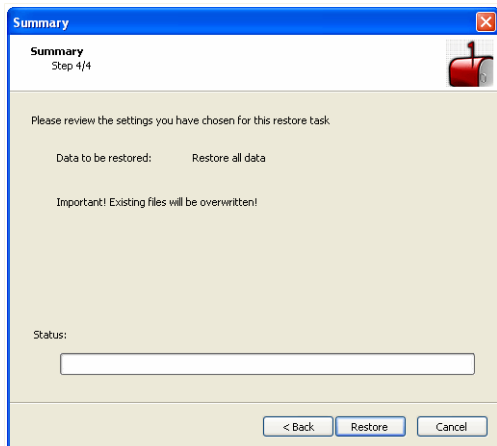 Summary
Summary
Step 4/4
Please review the settings you have chosen for this restore task
Data to be restored: Restore all data
Important! Existing files will be overwritten!
Status:
< Back Restore Cancel